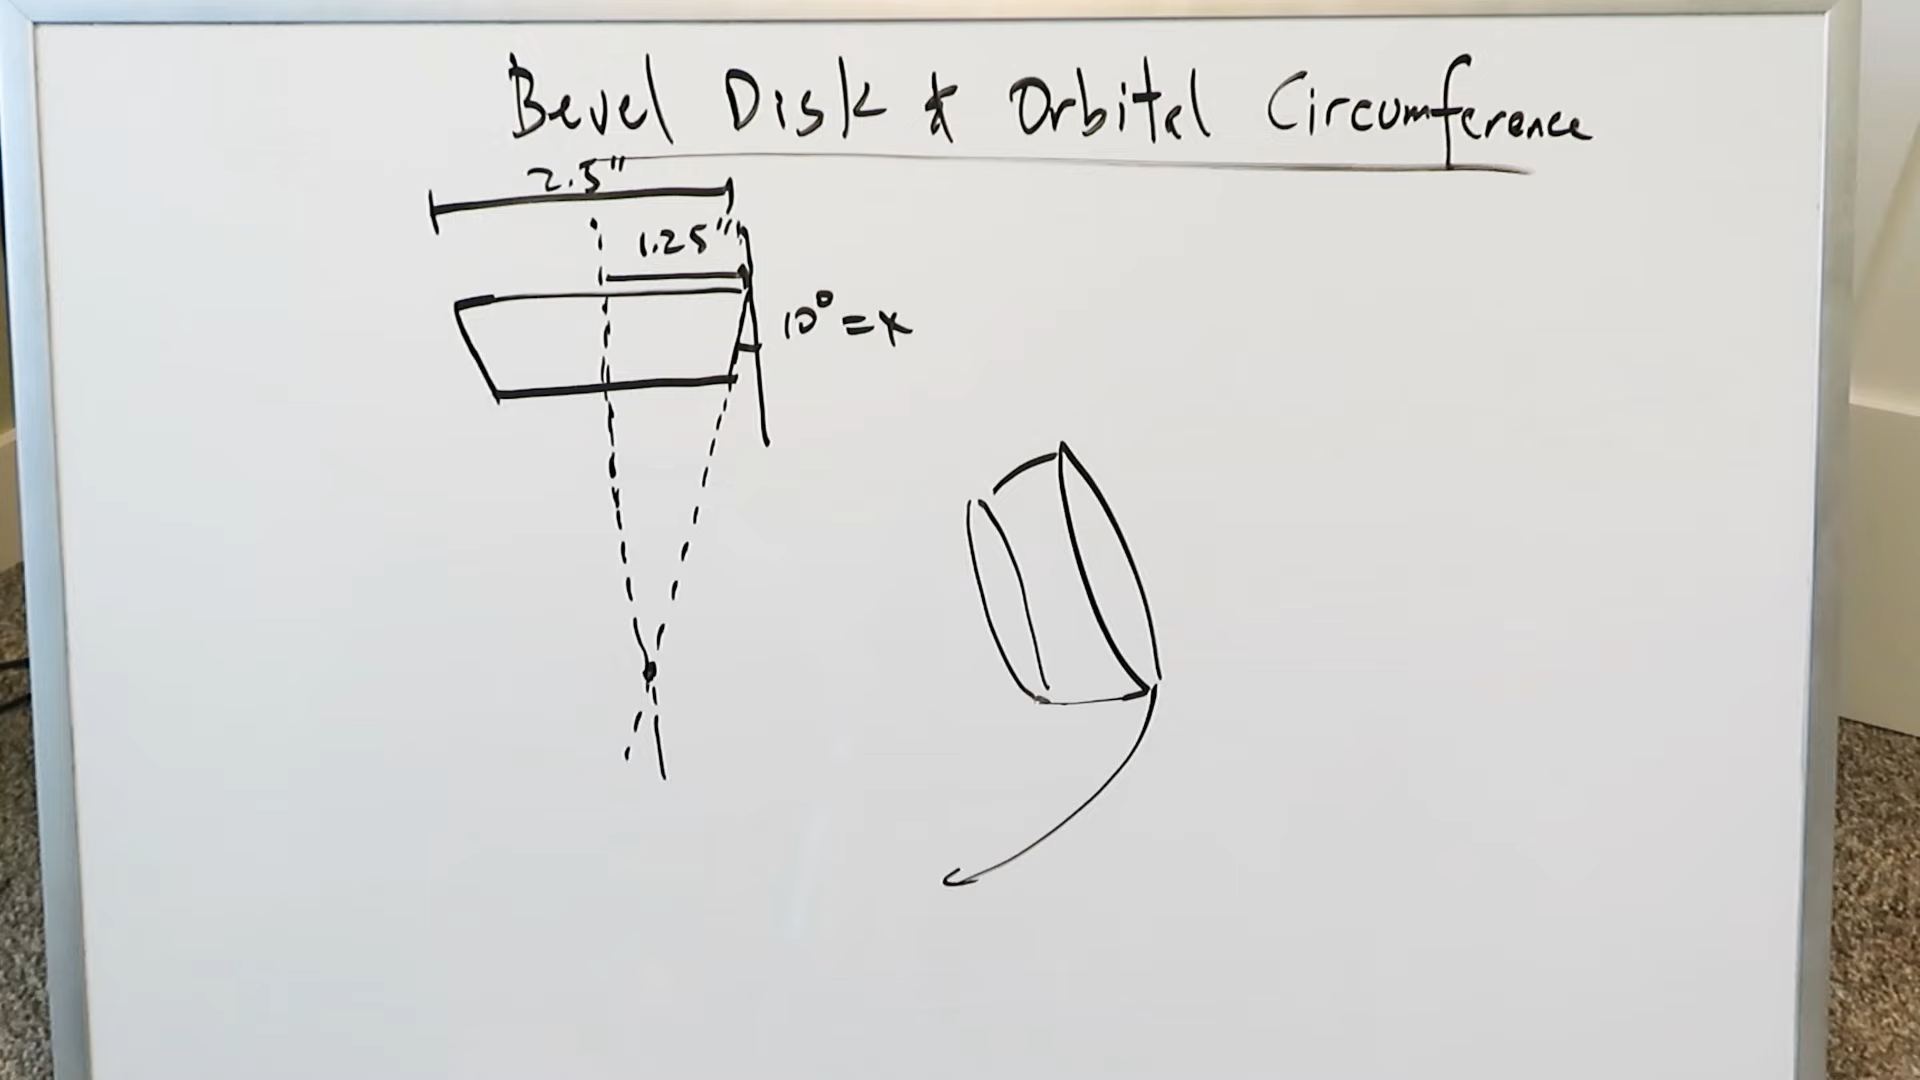 Bevel Disk & Orbital Circumference
2.5"
1.25"
10° = x